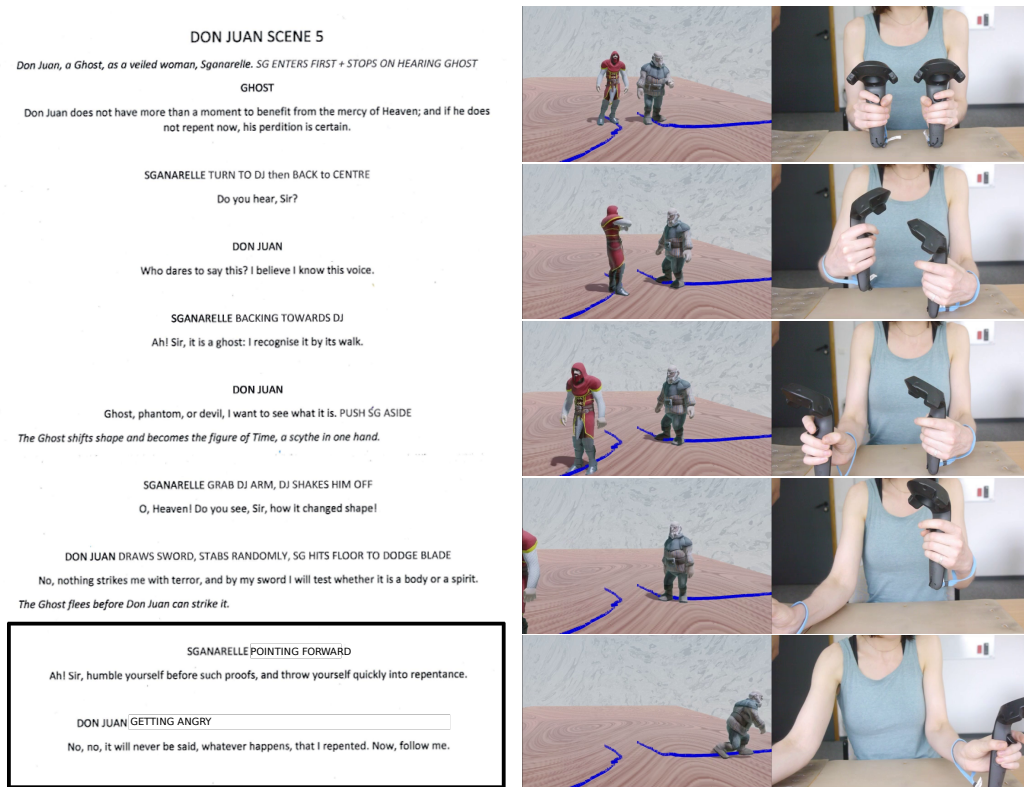 DON JUAN SCENE 5
Don Juan, a Ghost, as a veiled woman, Sganarelle. SG ENTERS FIRST + STOPS ON HEARING GHOST
GHOST
Don Juan does not have more than a moment to benefit from the mercy of Heaven; and if he does
not repent now, his perdition is certain.
SGANARELLE TURN TO DJ then BACK to CENTRE
Do you hear, Sir?
DON JUAN
Who dares to say this? I believe I know this voice.
SGANARELLE BACKING TOWARDS DJ
Ah! Sir, it is a ghost: I recognise it by its walk.
DON JUAN
Ghost, phantom, or devil, I want to see what it is. PUSH SG ASIDE
The Ghost shifts shape and becomes the figure of Time, a scythe in one hand.
SGANARELLE GRAB DJ ARM, DJ SHAKES HIM OFF
O, Heaven! Do you see, Sir, how it changed shape!
DON JUAN DRAWS SWORD, STABS RANDOMLY, SG HITS FLOOR TO DODGE BLADE
No, nothing strikes me with terror, and by my sword I will test whether it is a body or a spirit.
The Ghost flees before Don Juan can strike it.
SGANARELLE POINTING FORWARD
Ah! Sir, humble yourself before such proofs, and throw yourself quickly into repentance.
DON JUAN GETTING ANGRY
No, no, it will never be said, whatever happens, that I repented. Now, follow me.